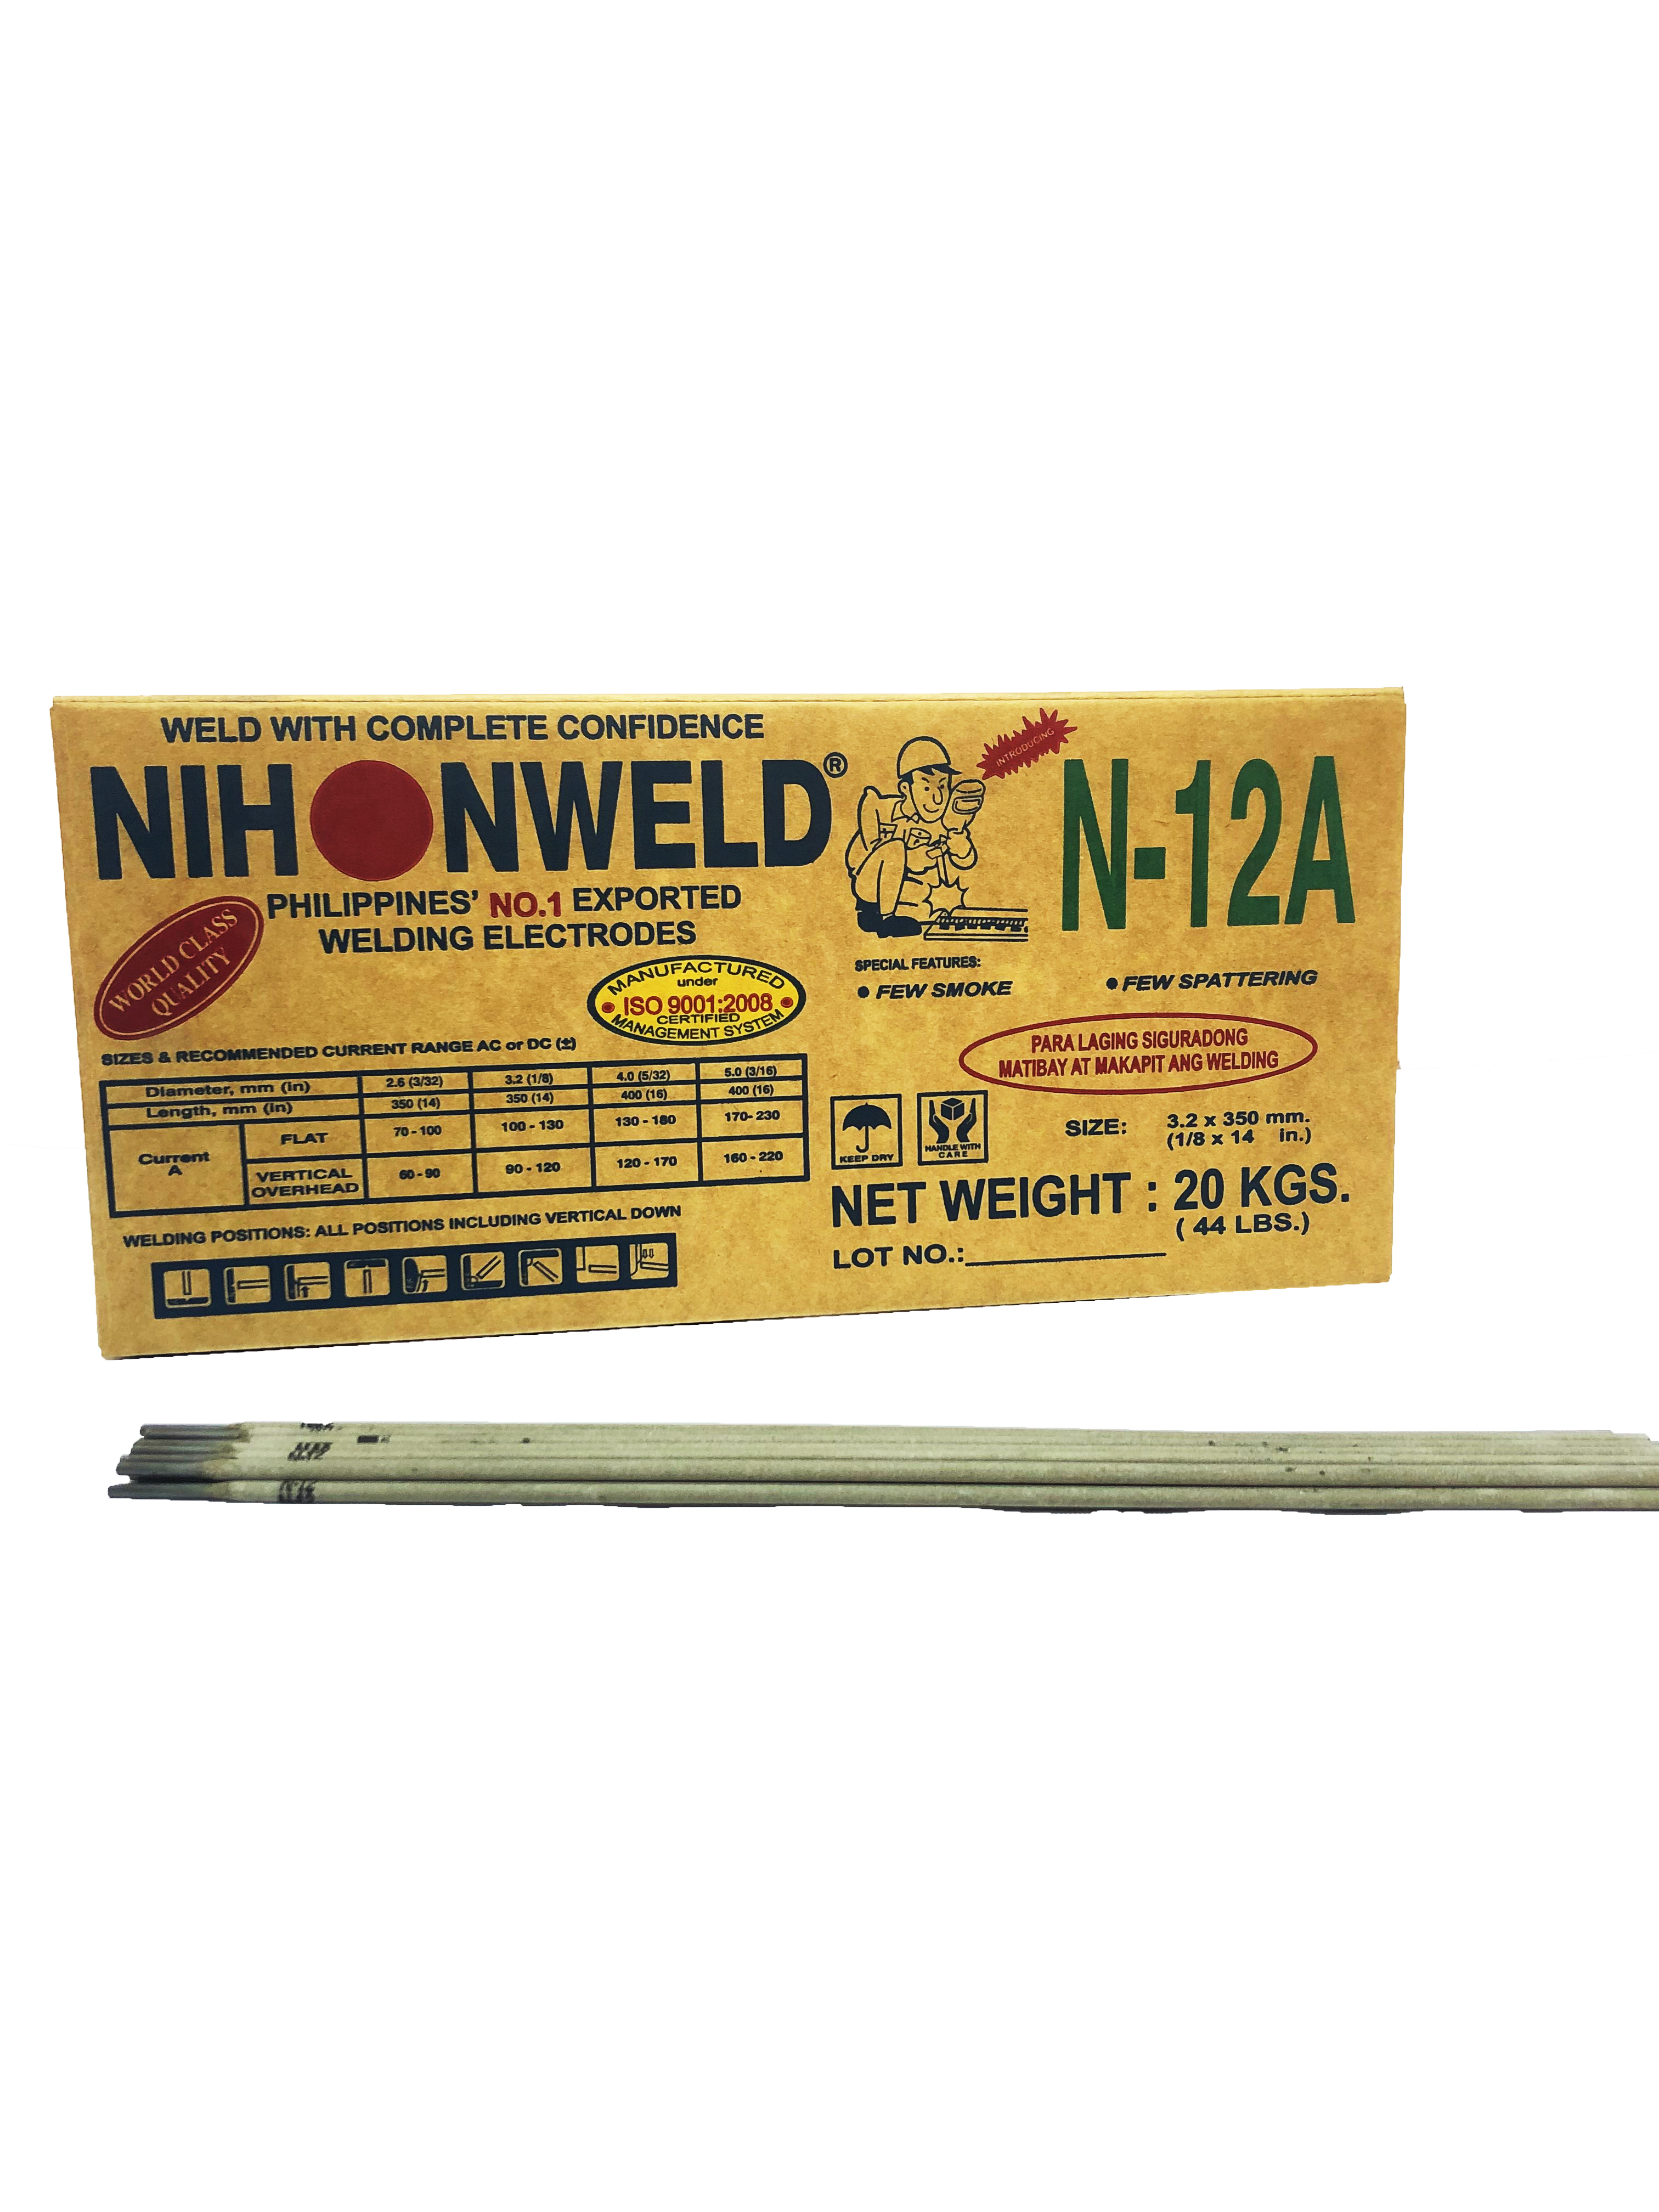 WELD WITH COMPLETE CONFIDENCE
NIHONWELD®
PHILIPPINES' NO.1 EXPORTED
WELDING ELECTRODES
WORLD CLASS
QUALITY
MANUFACTURED
under
ISO 9001:2008
CERTIFIED
MANAGEMENT SYSTEM
SIZES & RECOMMENDED CURRENT RANGE AC or DC (±)
Diameter, mm (in) 2.6 (3/32) 3.2 (1/8) 4.0 (5/32) 5.0 (3/16)
Length, mm (in) 350 (14) 350 (14) 400 (16) 400 (16)
Current
A
FLAT 70 - 100 100 - 130 130 - 180 170- 230
VERTICAL
OVERHEAD 60 - 90 90 - 120 120 - 170 160 - 220
WELDING POSITIONS: ALL POSITIONS INCLUDING VERTICAL DOWN
INTRODUCING
N-12A
SPECIAL FEATURES:
• FEW SMOKE • FEW SPATTERING
PARA LAGING SIGURADONG
MATIBAY AT MAKAPIT ANG WELDING
KEEP DRY
HANDLE WITH
CARE
SIZE: 3.2 x 350 mm.
(1/8 x 14 in.)
NET WEIGHT : 20 KGS.
( 44 LBS.)
LOT NO.: